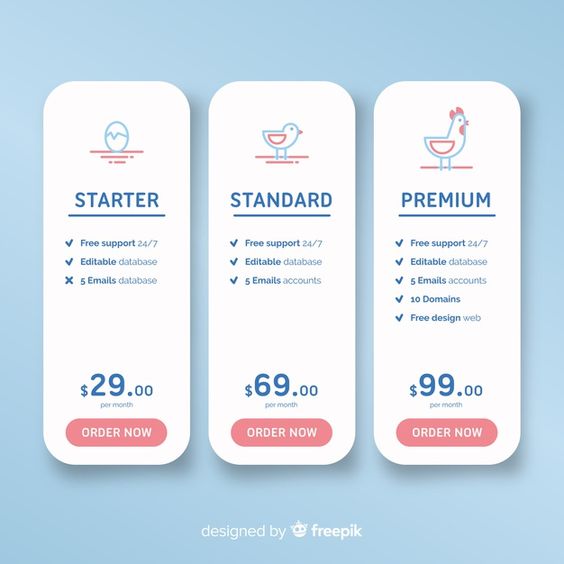 STARTER
Free support 24/7
Editable database
5 Emails database
$29.00
per month
ORDER NOW
STANDARD
Free support 24/7
Editable database
5 Emails accounts
$69.00
per month
ORDER NOW
PREMIUM
Free support 24/7
Editable database
5 Emails accounts
10 Domains
Free design web
$99.00
per month
ORDER NOW
designed by freepik